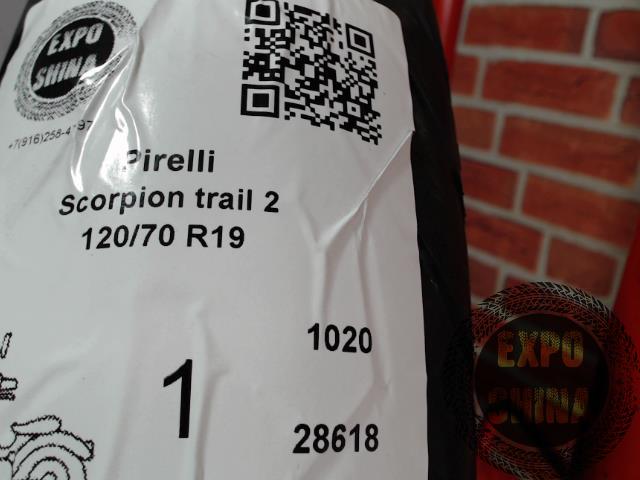 EXPO
SHINA
Pirelli
Scorpion trail 2
120/70 R19
1020
1
28618
EXPO
SHINA